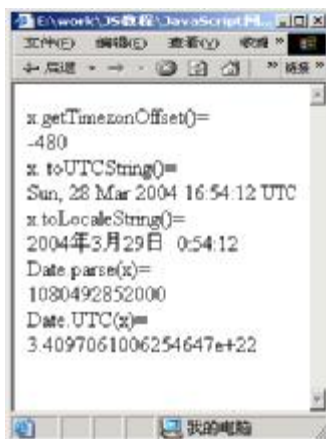 E:\work\JS教程\JavaScript
文件(E) 编辑(E) 查看(V) 收藏 »
后退 » 链接 »
x.getTimezonOffset()=
-480
x. toUTCString()=
Sun, 28 Mar 2004 16:54:12 UTC
x.toLocaleString()=
2004年3月29日 0:54:12
Date.parse(x)=
1080492852000
Date.UTC(x)=
3.4097061006254647e+22
我的电脑